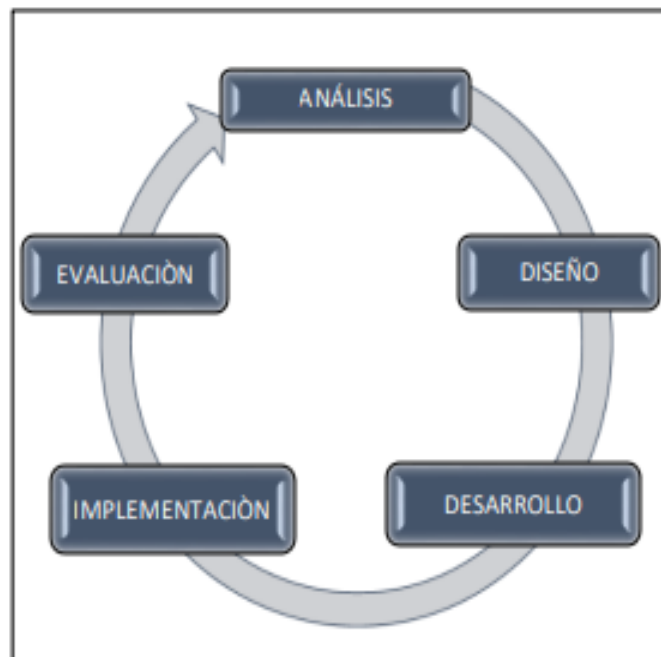 ANÁLISIS
DISEÑO
DESARROLLO
IMPLEMENTACIÒN
EVALUACIÒN